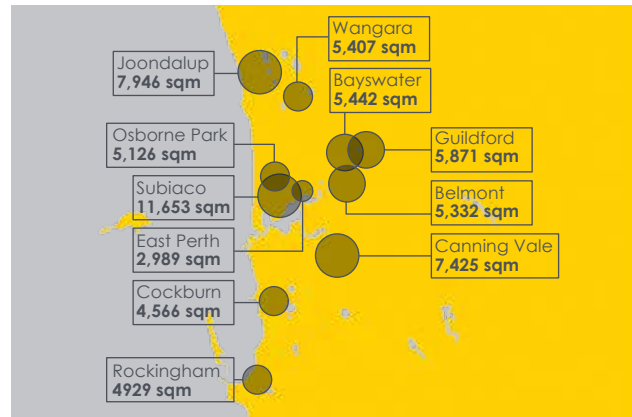 Wangara
5,407 sqm
Joondalup
7,946 sqm
Bayswater
5,442 sqm
Osborne Park
5,126 sqm
Guildford
5,871 sqm
Subiaco
11,653 sqm
Belmont
5,332 sqm
East Perth
2,989 sqm
Canning Vale
7,425 sqm
Cockburn
4,566 sqm
Rockingham
4929 sqm